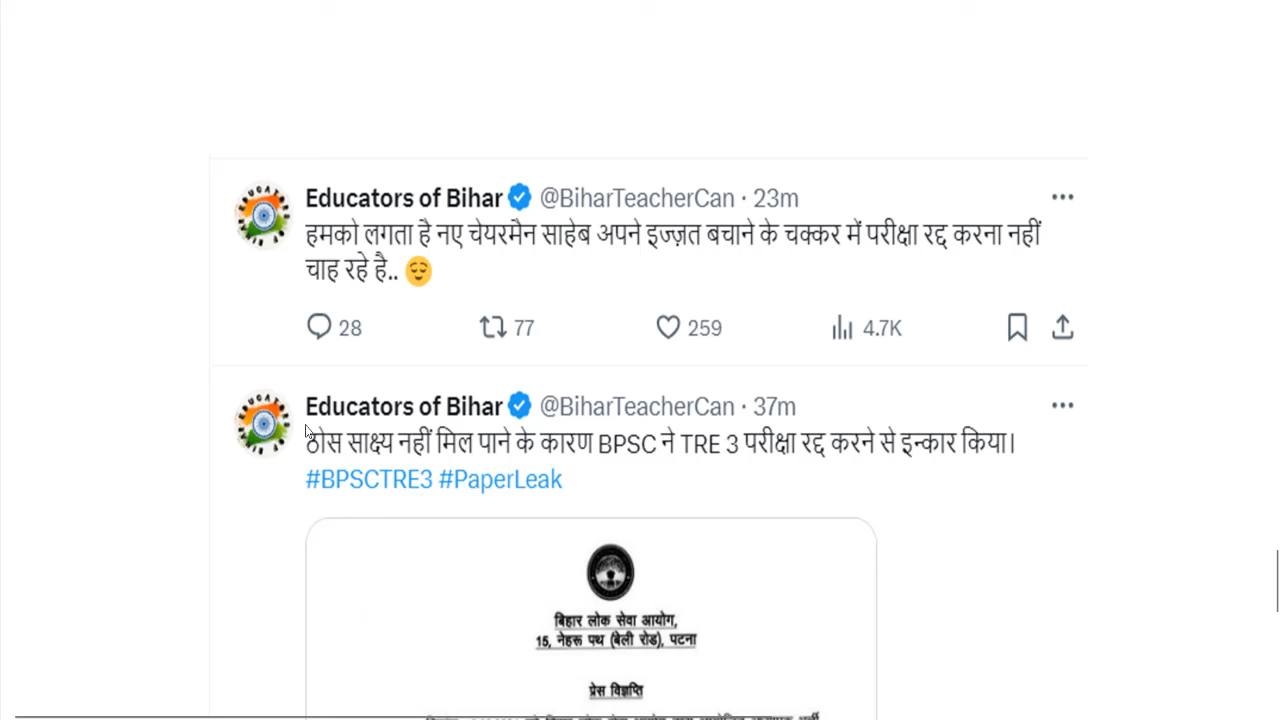 Educators of Bihar @BiharTeacherCan · 23m
हमको लगता है नए चेयरमैन साहेब अपने इज्ज़त बचाने के चक्कर में परीक्षा रद्द करना नहीं
चाह रहे है.. 😌
28 77 259 4.7K
Educators of Bihar @BiharTeacherCan · 37m
ठोस साक्ष्य नहीं मिल पाने के कारण BPSC ने TRE 3 परीक्षा रद्द करने से इन्कार किया।
#BPSCTRE3 #PaperLeak
बिहार लोक सेवा आयोग,
15, नेहरू पथ (बेली रोड), पटना
प्रेस विज्ञप्ति